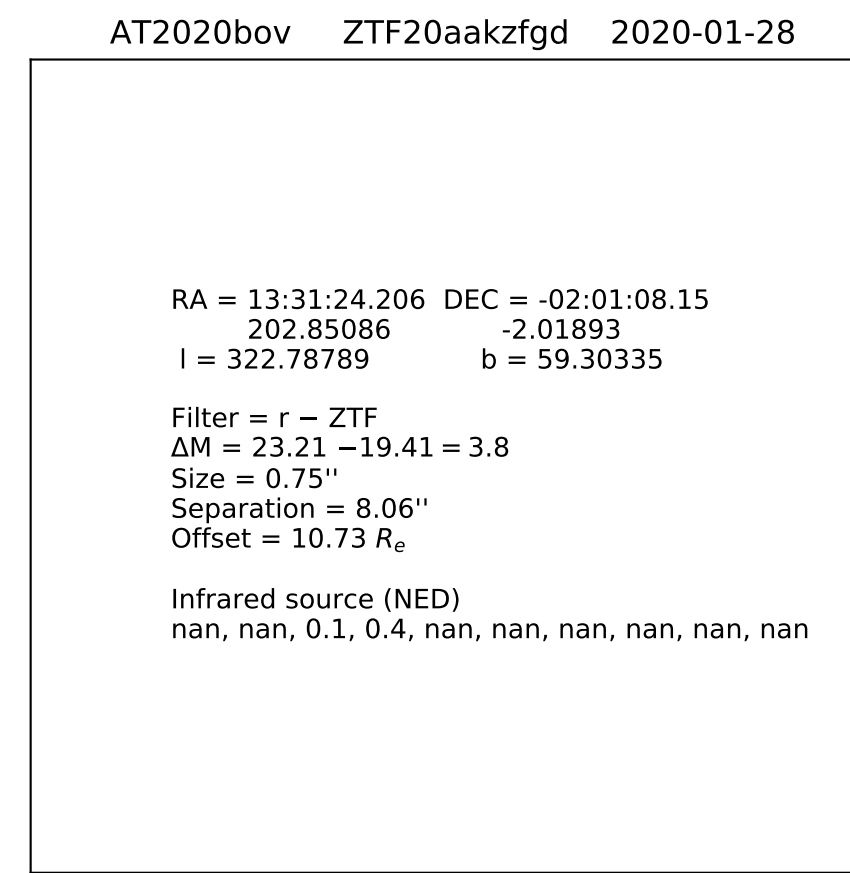 AT2020bov ZTF20aakzfgd 2020-01-28
RA = 13:31:24.206 DEC = -02:01:08.15
202.85086 -2.01893
l = 322.78789 b = 59.30335
Filter = r − ZTF
ΔM = 23.21 −19.41 = 3.8
Size = 0.75''
Separation = 8.06''
Offset = 10.73 Re
Infrared source (NED)
nan, nan, 0.1, 0.4, nan, nan, nan, nan, nan, nan